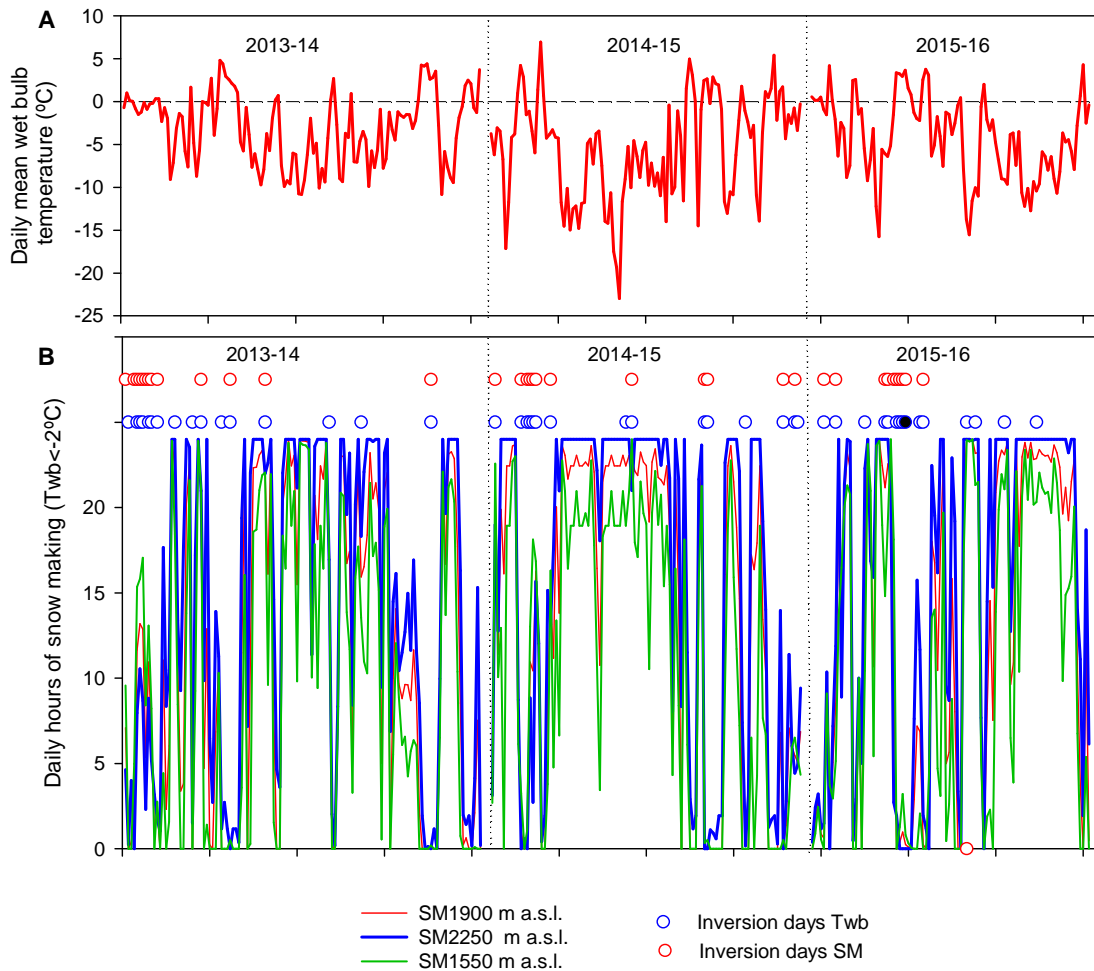 A
10
5
0
-5
-10
-15
-20
-25
Daily mean wet bulb
temperature (ºC)
2013-14
2014-15
2015-16
B
2013-14
2014-15
2015-16
20
15
10
5
0
Daily hours of snow making (Twb<-2ºC)
SM1900 m a.s.l.
SM2250 m a.s.l.
SM1550 m a.s.l.
Inversion days Twb
Inversion days SM